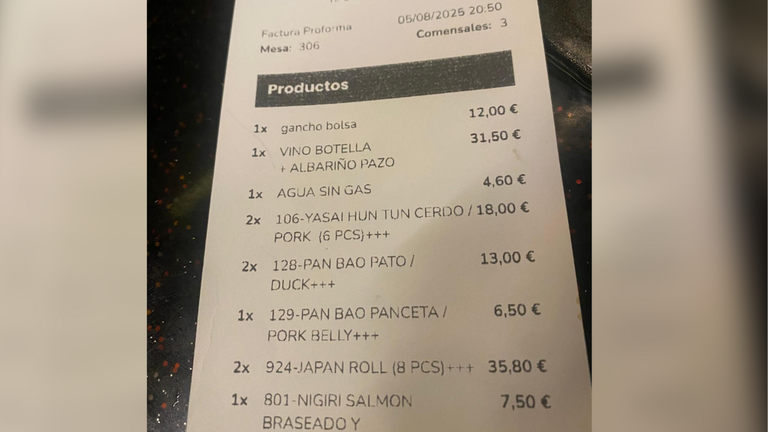 Factura Proforma
05/08/2025 20:50
Mesa: 306
Comensales: 3
Productos
1x gancho bolsa 12,00 €
1x VINO BOTELLA 31,50 €
+ ALBARIÑO PAZO
1x AGUA SIN GAS 4,60 €
2x 106-YASAI HUN TUN CERDO / 18,00 €
PORK (6 PCS)+++
2x 128-PAN BAO PATO / 13,00 €
DUCK+++
1x 129-PAN BAO PANCETA / 6,50 €
PORK BELLY+++
2x 924-JAPAN ROLL (8 PCS)+++ 35,80 €
1x 801-NIGIRI SALMON 7,50 €
BRASEADO Y